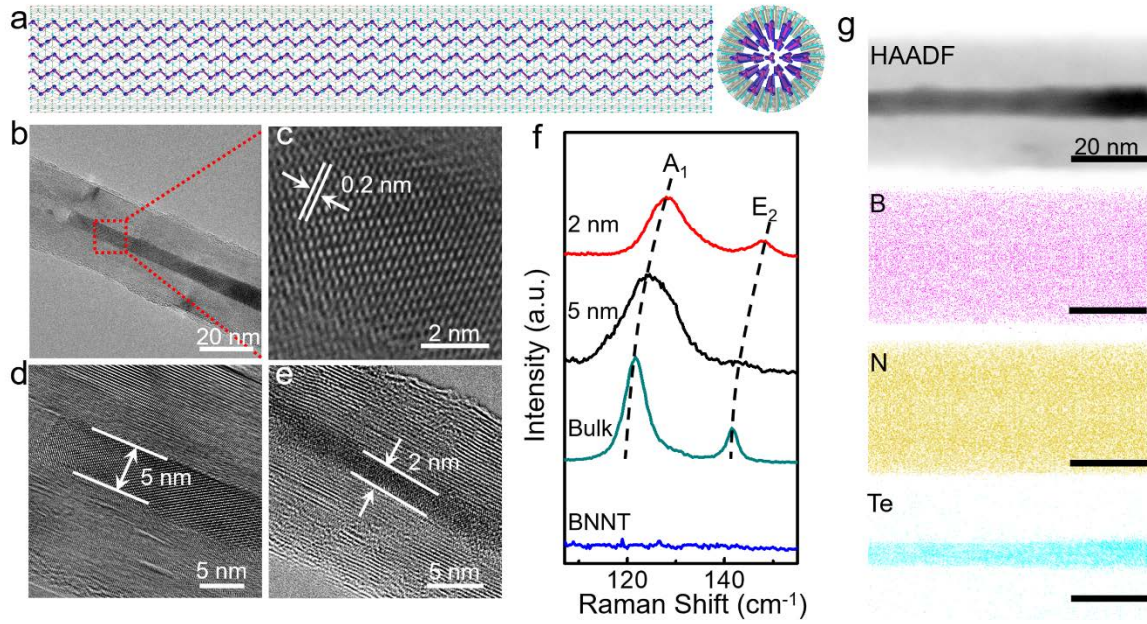 a
b
20 nm
c
0.2 nm
2 nm
d
5 nm
5 nm
e
2 nm
5 nm
f
A1
E2
2 nm
5 nm
Bulk
BNNT
Intensity (a.u.)
120
140
Raman Shift (cm-1)
g
HAADF
20 nm
B
N
Te